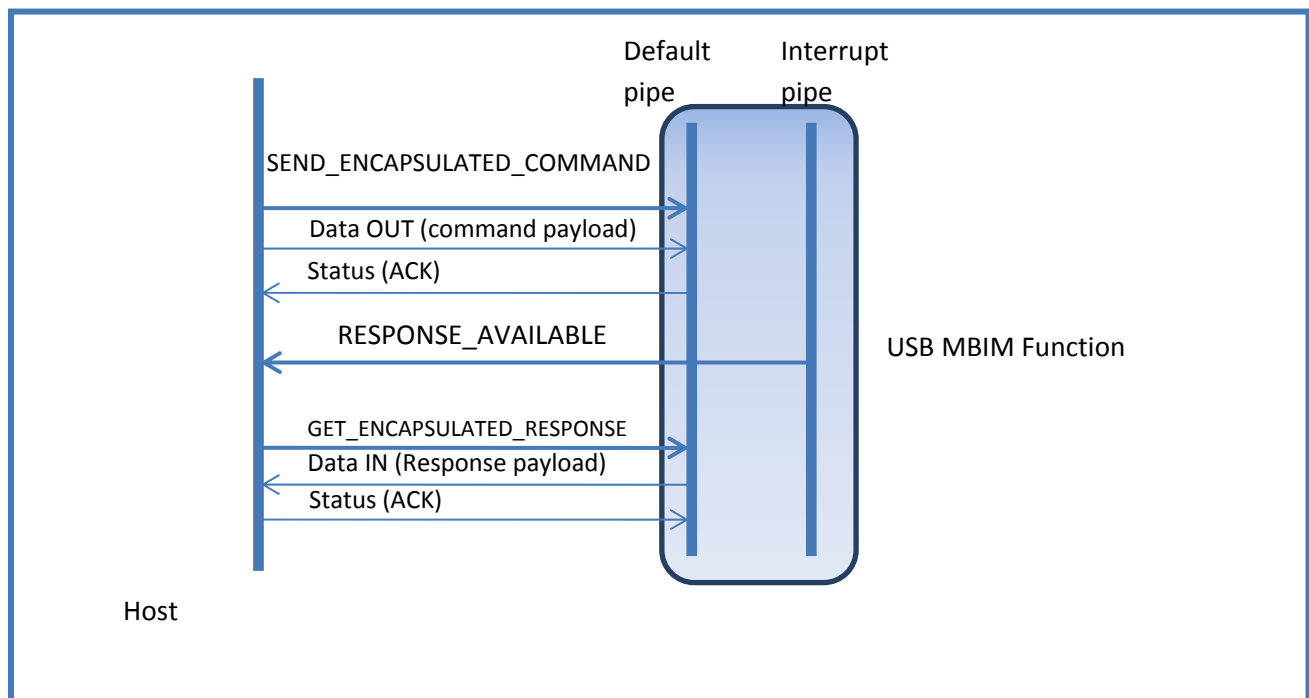 Default
pipe
Interrupt
pipe
SEND_ENCAPSULATED_COMMAND
Data OUT (command payload)
Status (ACK)
RESPONSE_AVAILABLE
USB MBIM Function
GET_ENCAPSULATED_RESPONSE
Data IN (Response payload)
Status (ACK)
Host